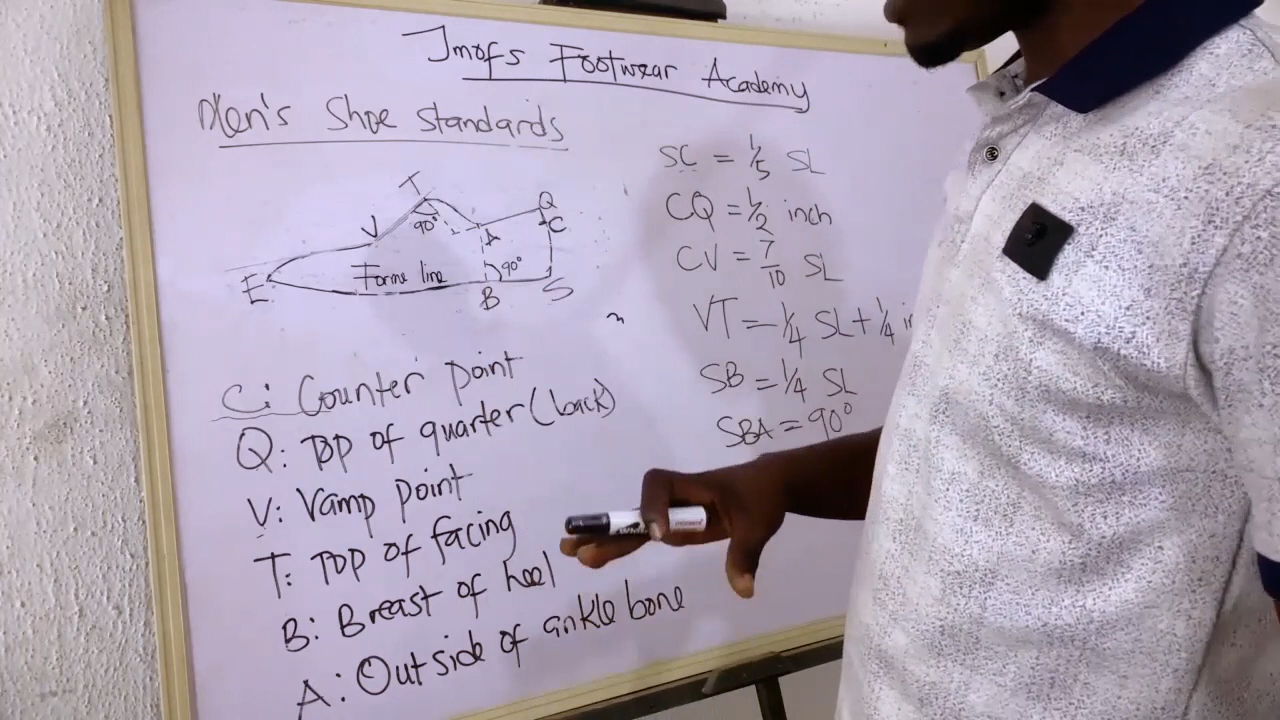 Jmofs Footwear Academy
Men's Shoe Standards
T
Q
V
90°
½
A
C
E
Forme line
90°
B
S
C: Counter point
Q: Top of quarter (back)
V: Vamp point
T: Top of facing
B: Breast of heel
A: Outside of ankle bone
SC = 1/5 SL
CQ = 1/2 inch
CV = 7/10 SL
VT = 1/4 SL + 1/4 in
SB = 1/4 SL
SBA = 90°